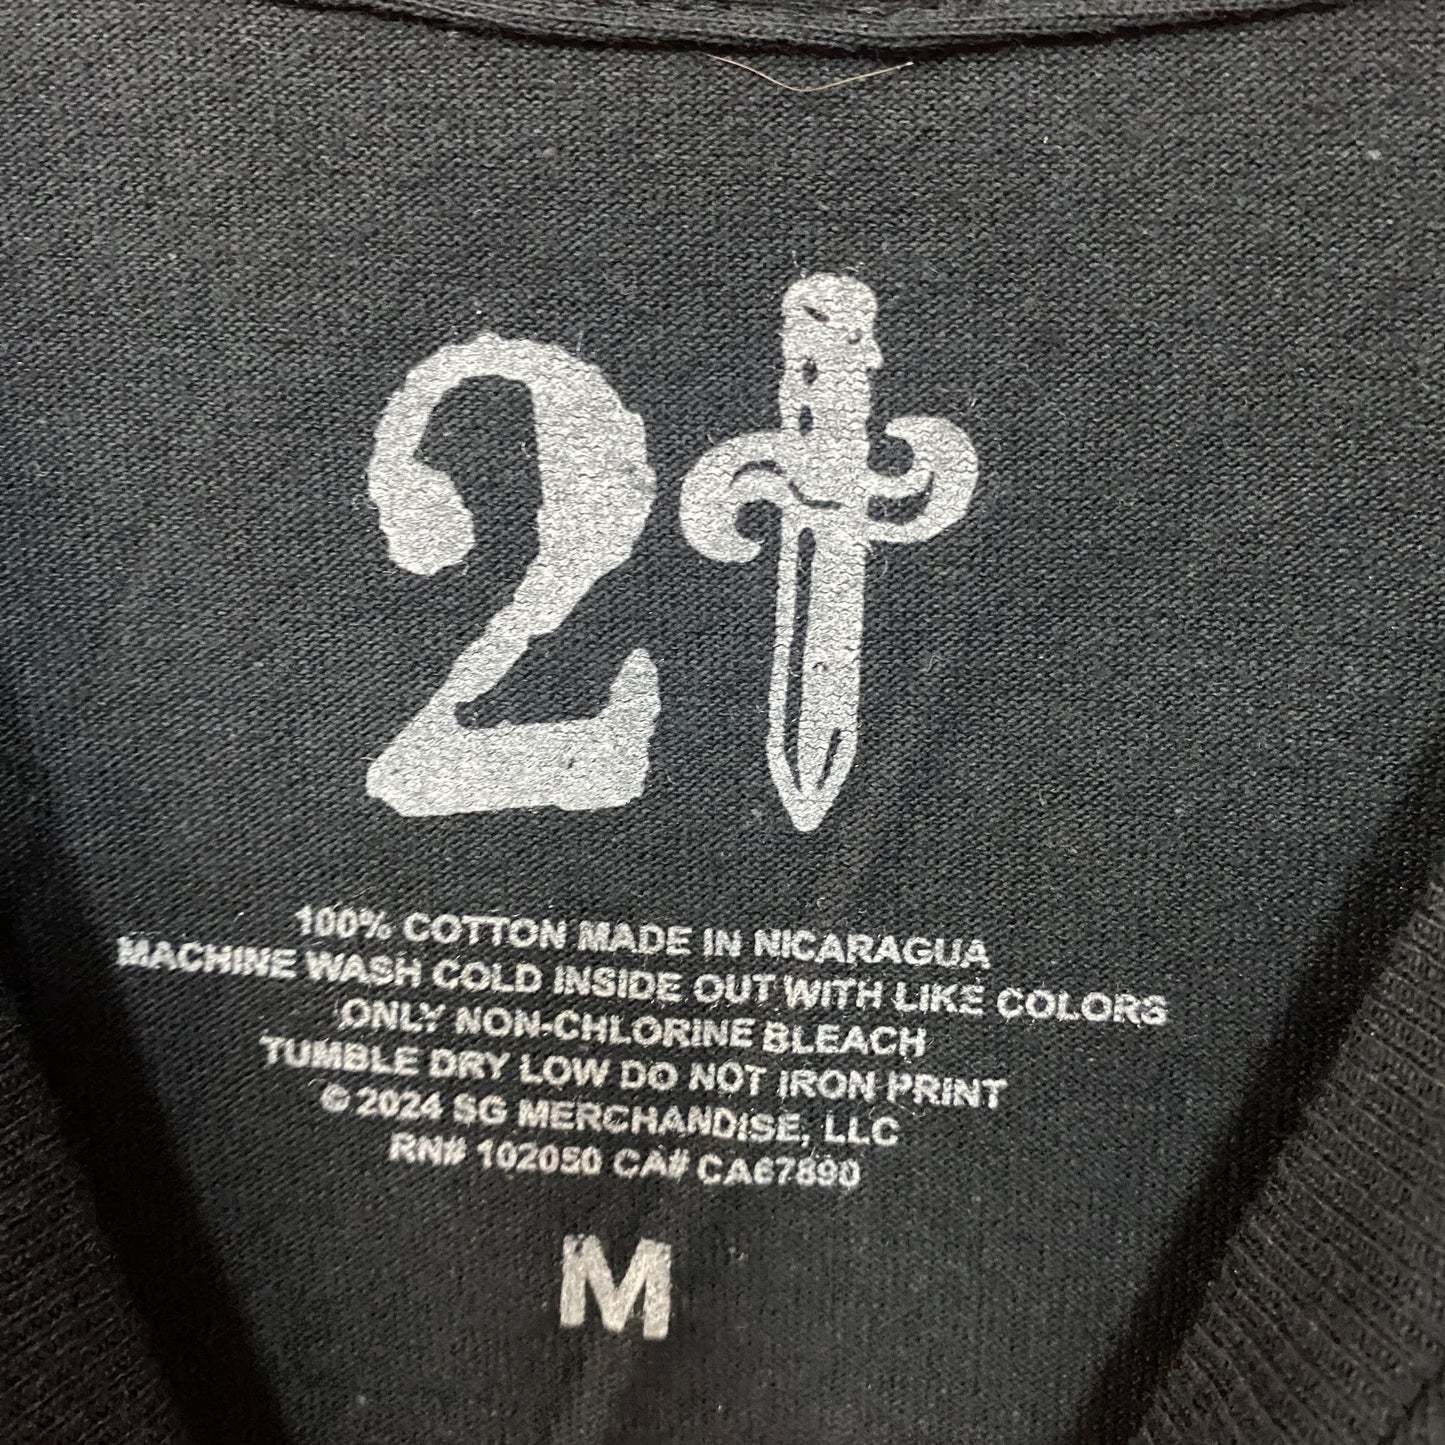 2
100% COTTON MADE IN NICARAGUA
MACHINE WASH COLD INSIDE OUT WITH LIKE COLORS
ONLY NON-CHLORINE BLEACH
TUMBLE DRY LOW DO NOT IRON PRINT
© 2024 SG MERCHANDISE, LLC
RN# 102050 CA# CA67890
M